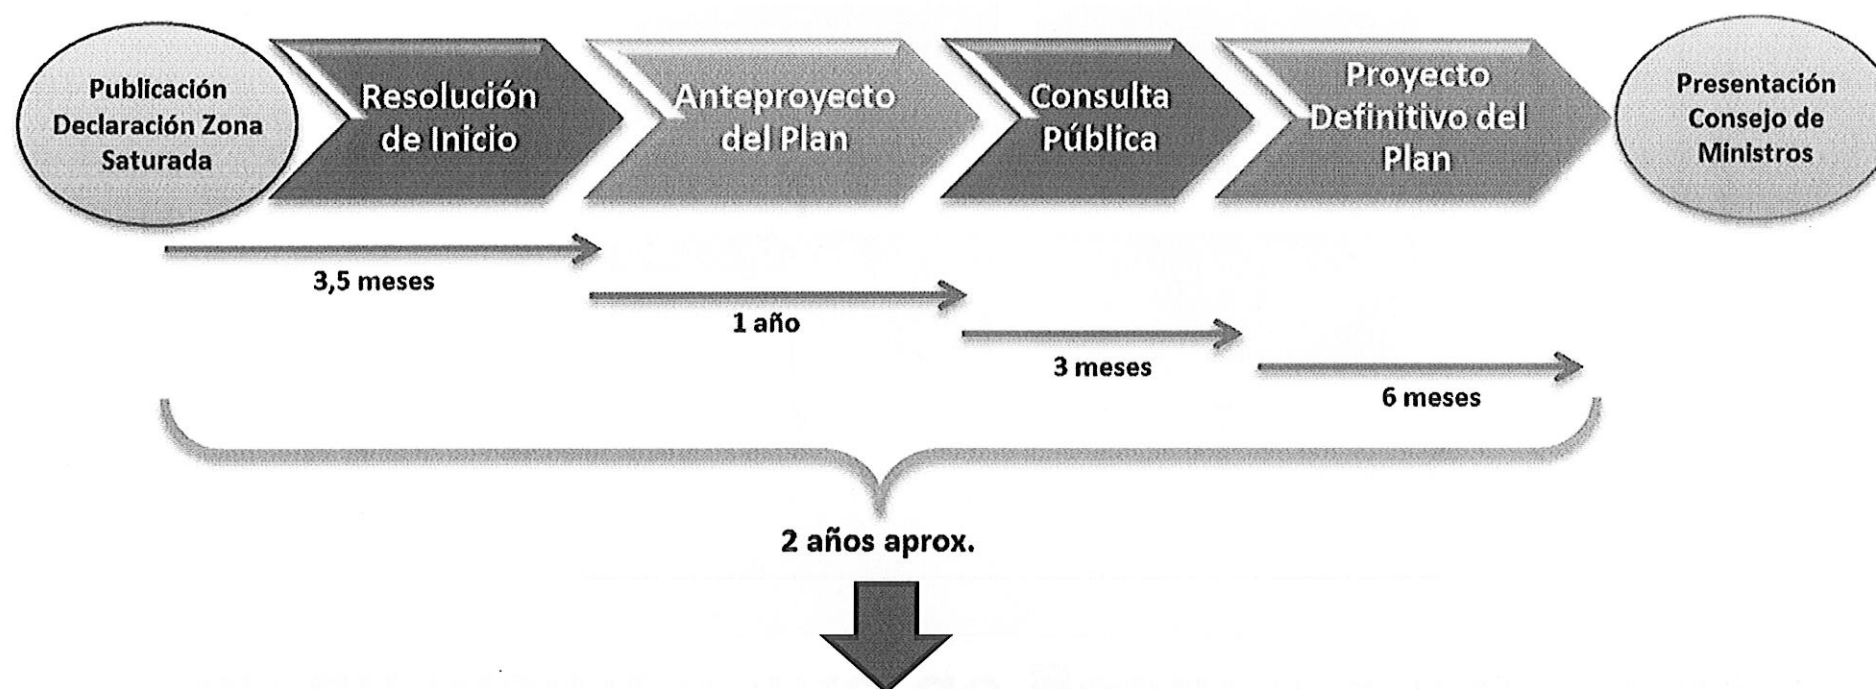 Publicación
Declaración Zona
Saturada
Resolución
de Inicio
Anteproyecto
del Plan
Consulta
Pública
Proyecto
Definitivo del
Plan
Presentación
Consejo de
Ministros
3,5 meses
1 año
3 meses
6 meses
2 años aprox.